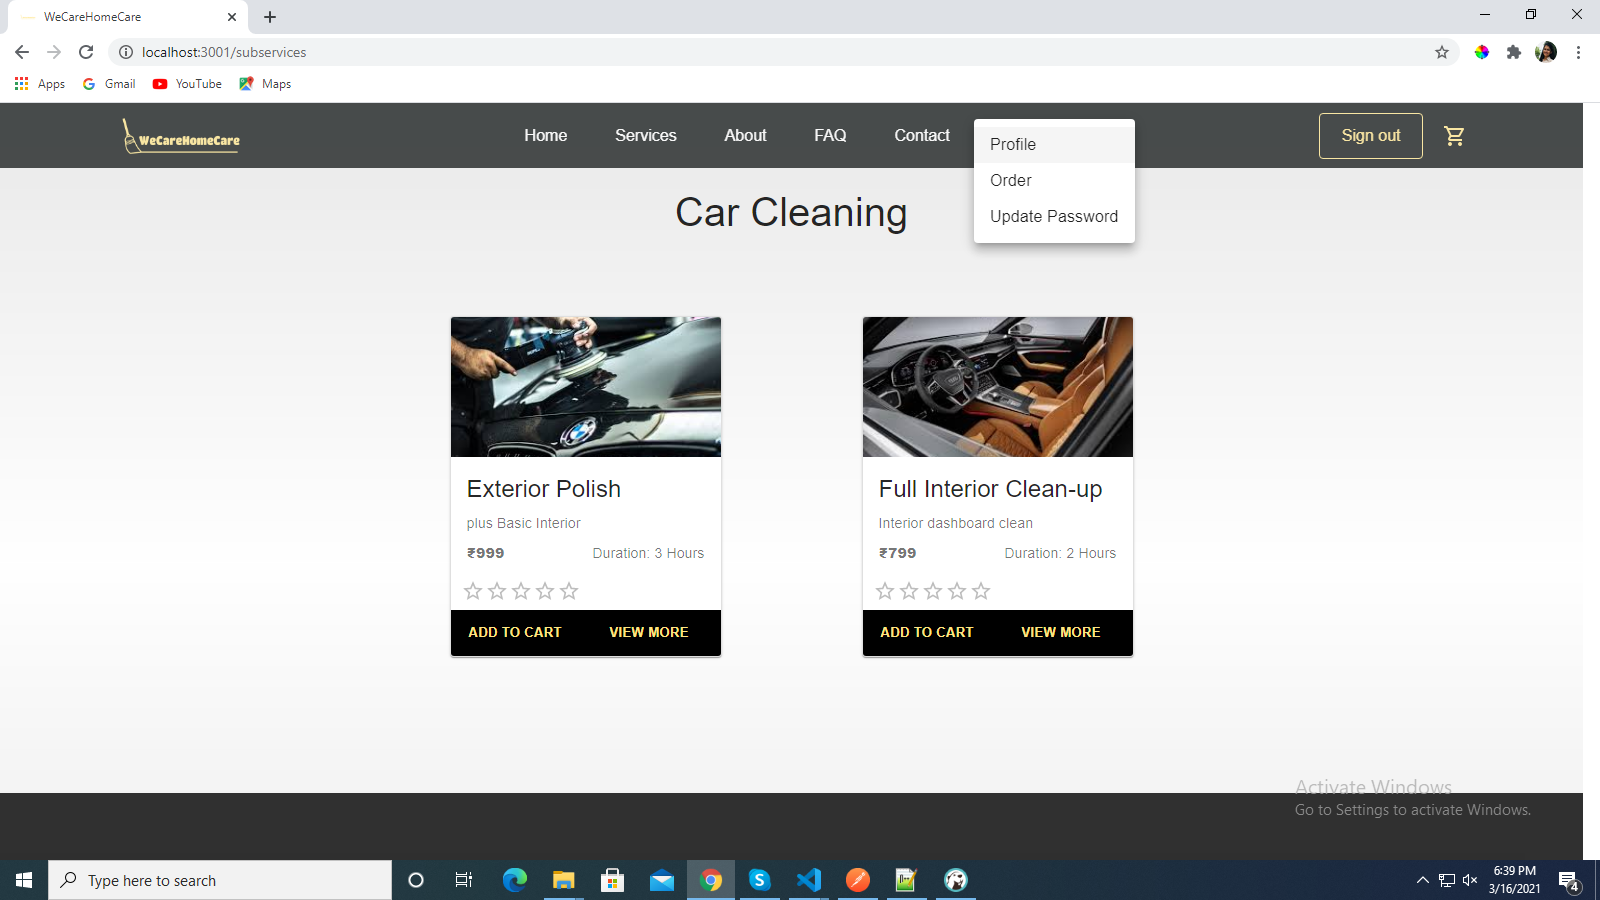 WeCareHomeCare
localhost:3001/subservices
Apps
Gmail
YouTube
Maps
WeCareHomeCare
Home
Services
About
FAQ
Contact
Profile
Order
Update Password
Sign out
Car Cleaning
Exterior Polish
plus Basic Interior
₹999
Duration: 3 Hours
ADD TO CART
VIEW MORE
Full Interior Clean-up
Interior dashboard clean
₹799
Duration: 2 Hours
ADD TO CART
VIEW MORE
Activate Windows
Go to Settings to activate Windows.
Type here to search
6:39 PM
3/16/2021
4